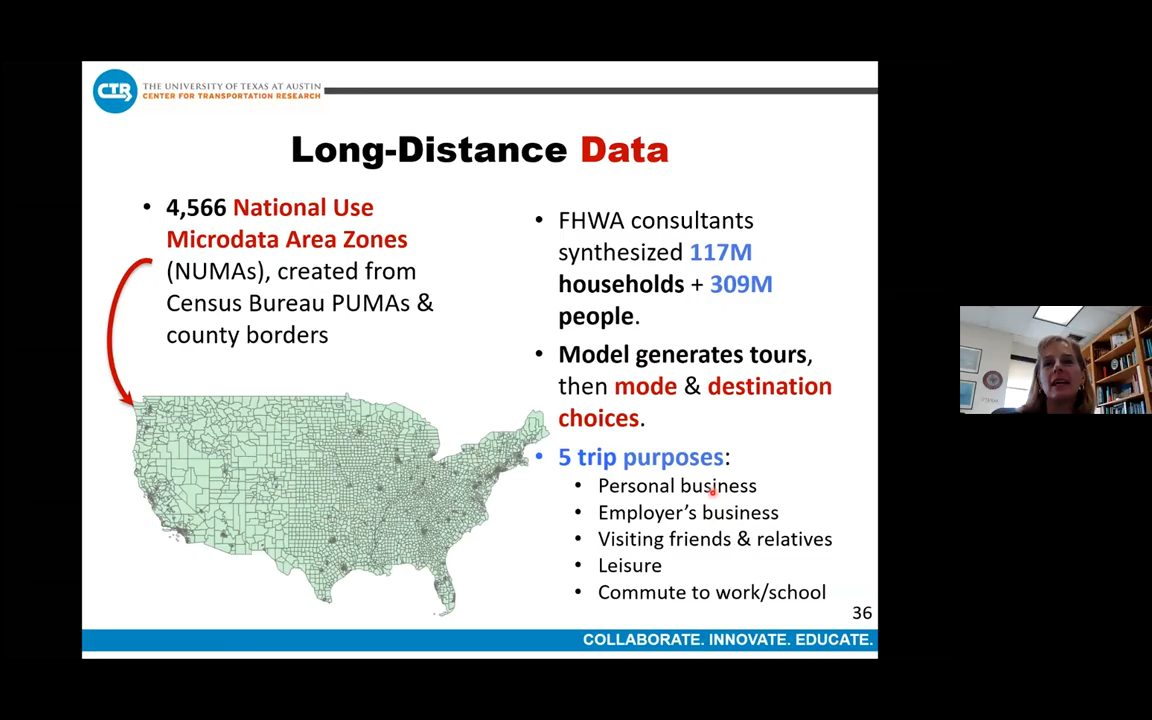 CTR
THE UNIVERSITY OF TEXAS AT AUSTIN
CENTER FOR TRANSPORTATION RESEARCH
Long-Distance Data
• 4,566 National Use
Microdata Area Zones
(NUMAs), created from
Census Bureau PUMAs &
county borders
• FHWA consultants
synthesized 117M
households + 309M
people.
• Model generates tours,
then mode & destination
choices.
• 5 trip purposes:
• Personal business
• Employer's business
• Visiting friends & relatives
• Leisure
• Commute to work/school
36
COLLABORATE. INNOVATE. EDUCATE.